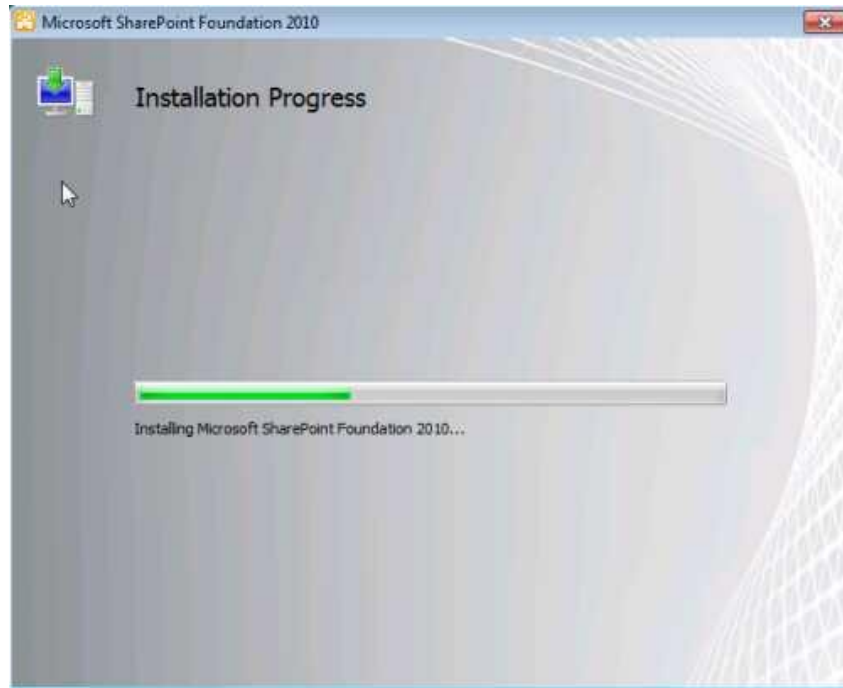 Microsoft SharePoint Foundation 2010
Installation Progress
Installing Microsoft SharePoint Foundation 2010...